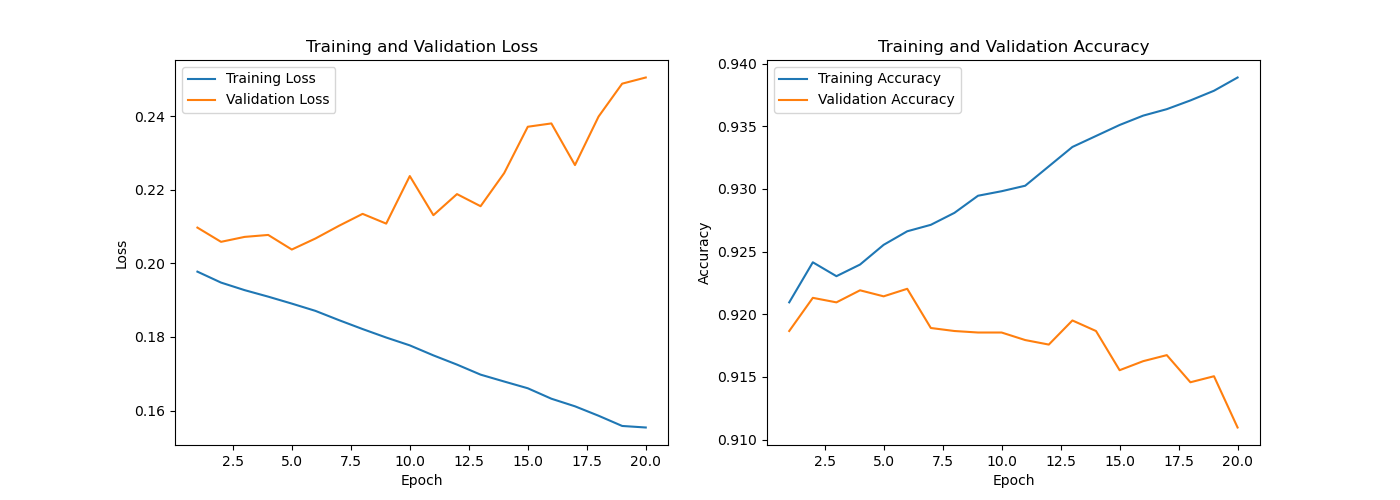 Training and Validation Loss
Training Loss
Validation Loss
0.24
0.22
0.20
0.18
0.16
Loss
2.5 5.0 7.5 10.0 12.5 15.0 17.5 20.0
Epoch
Training and Validation Accuracy
Training Accuracy
Validation Accuracy
0.940
0.935
0.930
0.925
0.920
0.915
0.910
Accuracy
2.5 5.0 7.5 10.0 12.5 15.0 17.5 20.0
Epoch